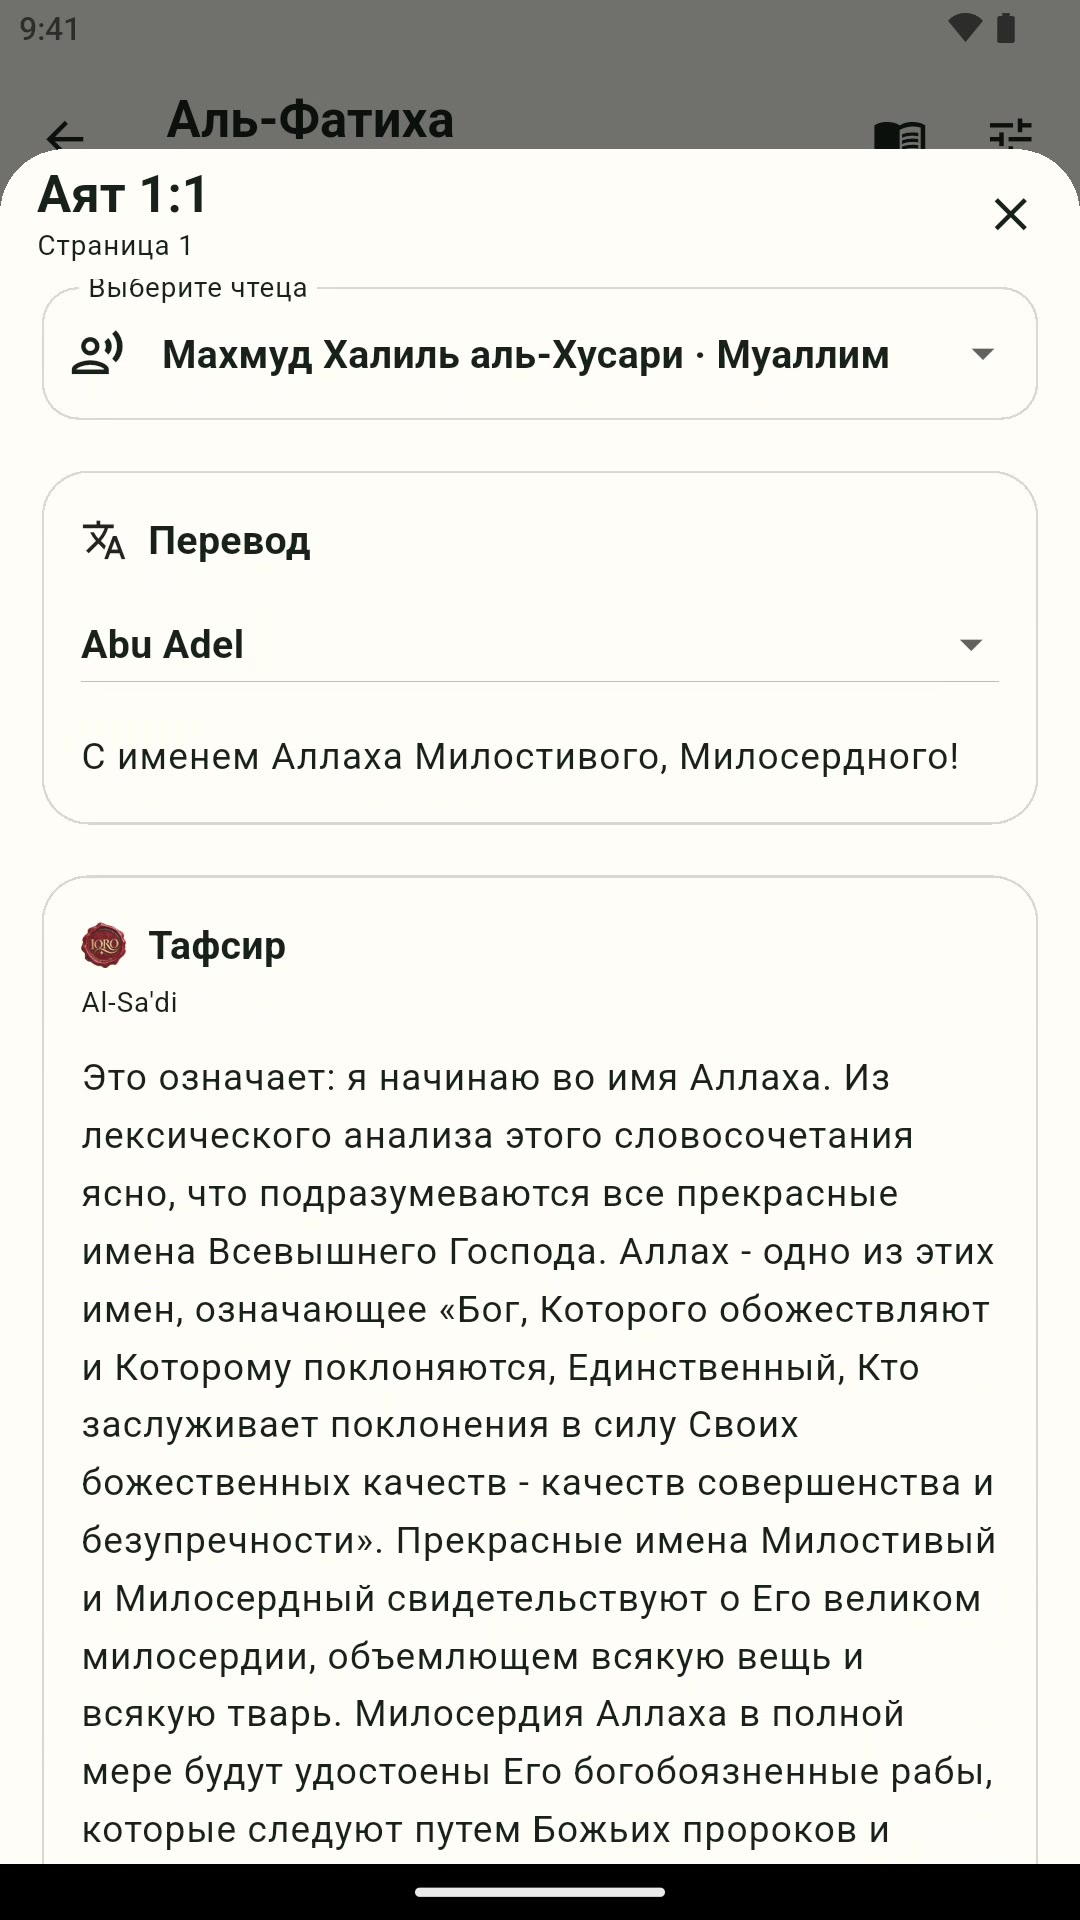 9:41
Аль-Фатиха
Аят 1:1
Страница 1
Выберите чтеца
Махмуд Халиль аль-Хусари · Муаллим
Перевод
Abu Adel
С именем Аллаха Милостивого, Милосердного!
IQRO
Тафсир
Al-Sa'di
Это означает: я начинаю во имя Аллаха. Из
лексического анализа этого словосочетания
ясно, что подразумеваются все прекрасные
имена Всевышнего Господа. Аллах - одно из этих
имен, означающее «Бог, Которого обожествляют
и Которому поклоняются, Единственный, Кто
заслуживает поклонения в силу Своих
божественных качеств - качеств совершенства и
безупречности». Прекрасные имена Милостивый
и Милосердный свидетельствуют о Его великом
милосердии, объемлющем всякую вещь и
всякую тварь. Милосердия Аллаха в полной
мере будут удостоены Его богобоязненные рабы,
которые следуют путем Божьих пророков и